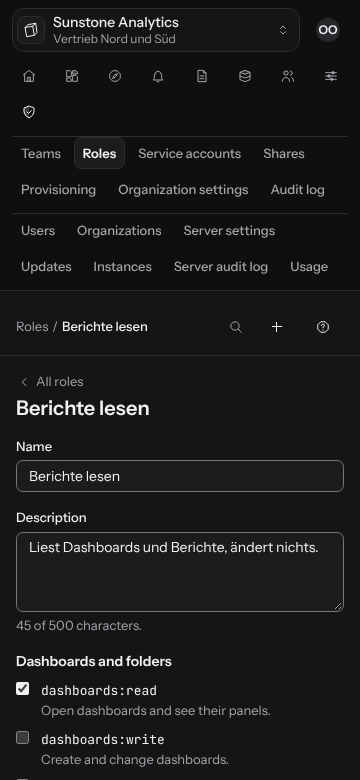 Sunstone Analytics
Vertrieb Nord und Süd
OO
Teams Roles Service accounts Shares
Provisioning Organization settings Audit log
Users Organizations Server settings
Updates Instances Server audit log Usage
Roles / Berichte lesen
All roles
Berichte lesen
Name
Berichte lesen
Description
Liest Dashboards und Berichte, ändert nichts.
45 of 500 characters.
Dashboards and folders
dashboards:read
Open dashboards and see their panels.
dashboards:write
Create and change dashboards.